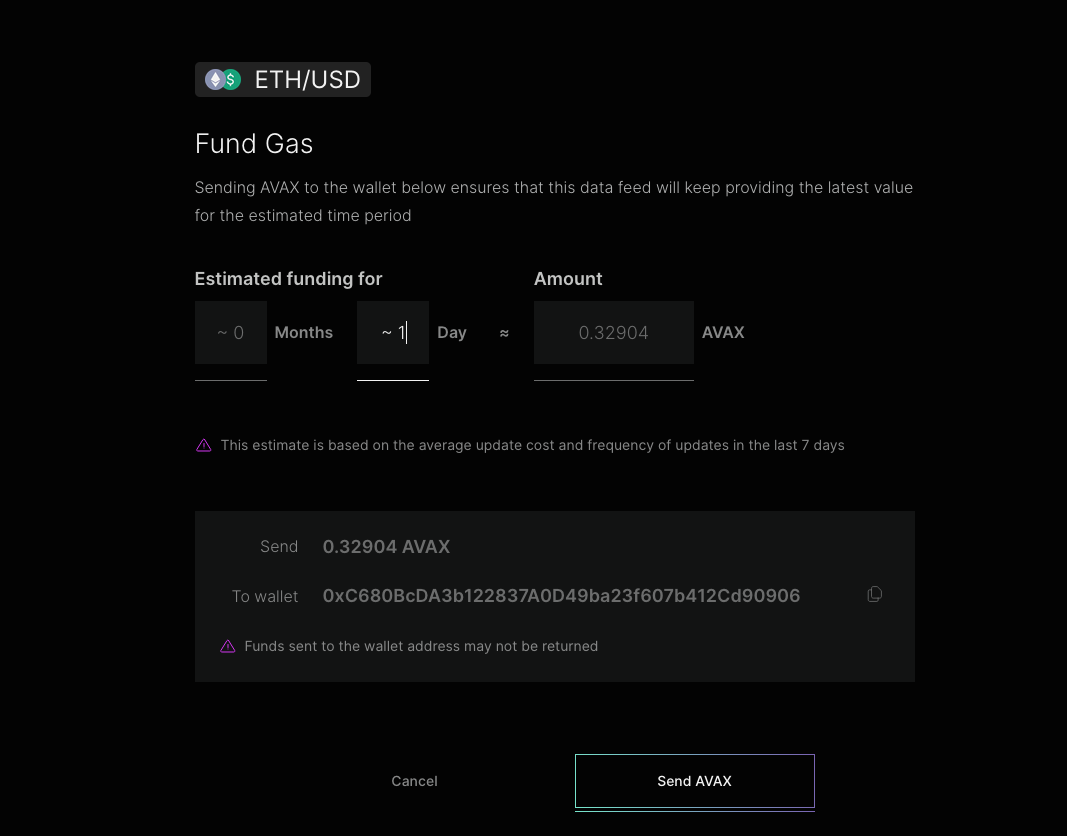 ETH/USD
Fund Gas
Sending AVAX to the wallet below ensures that this data feed will keep providing the latest value
for the estimated time period
Estimated funding for Amount
~ 0 Months ~ 1 Day ≈ 0.32904 AVAX
This estimate is based on the average update cost and frequency of updates in the last 7 days
Send 0.32904 AVAX
To wallet 0xC680BcDA3b122837A0D49ba23f607b412Cd90906
Funds sent to the wallet address may not be returned
Cancel Send AVAX